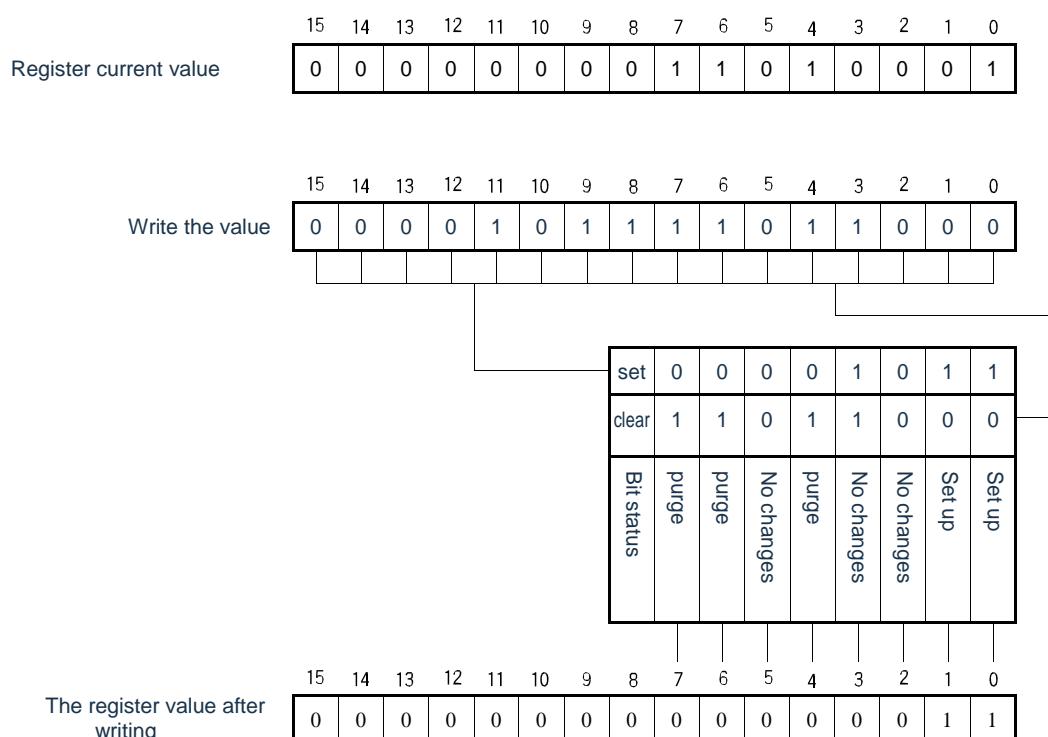 15 14 13 12 11 10 9 8 7 6 5 4 3 2 1 0
Register current value 0 0 0 0 0 0 0 0 1 1 0 1 0 0 0 1
15 14 13 12 11 10 9 8 7 6 5 4 3 2 1 0
Write the value 0 0 0 0 1 0 1 1 1 1 0 1 1 0 0 0
set 0 0 0 0 1 0 1 1
clear 1 1 0 1 1 0 0 0
Bit status purge purge No changes purge No changes No changes Set up Set up
15 14 13 12 11 10 9 8 7 6 5 4 3 2 1 0
The register value after
writing
0 0 0 0 0 0 0 0 0 0 0 0 0 0 1 1